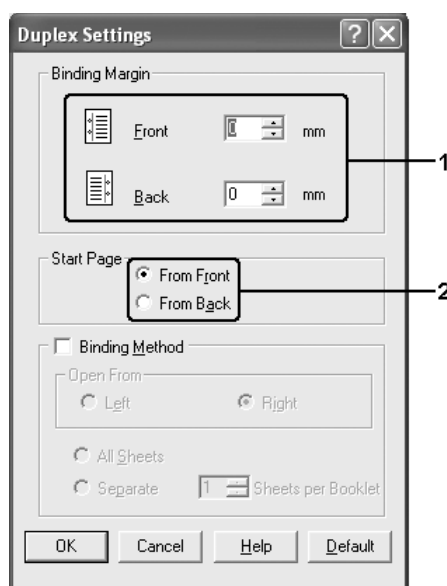 Duplex Settings
Binding Margin
Front 0 mm 1
Back 0 mm
Start Page
From Front
From Back 2
Binding Method
Open From
Left Right
All Sheets
Separate 1 Sheets per Booklet
OK Cancel Help Default